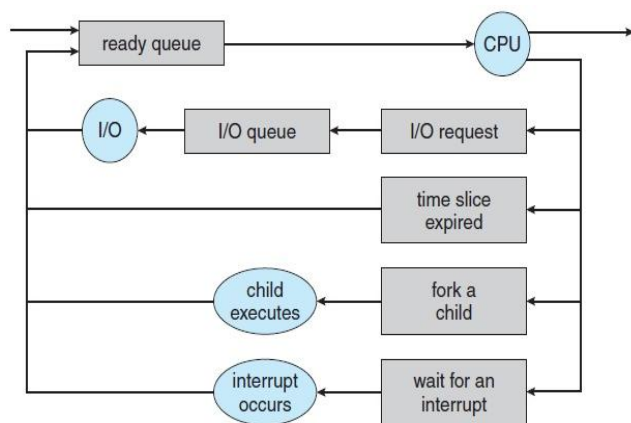 ready queue
CPU
I/O
I/O queue
I/O request
time slice
expired
child
executes
fork a
child
interrupt
occurs
wait for an
interrupt